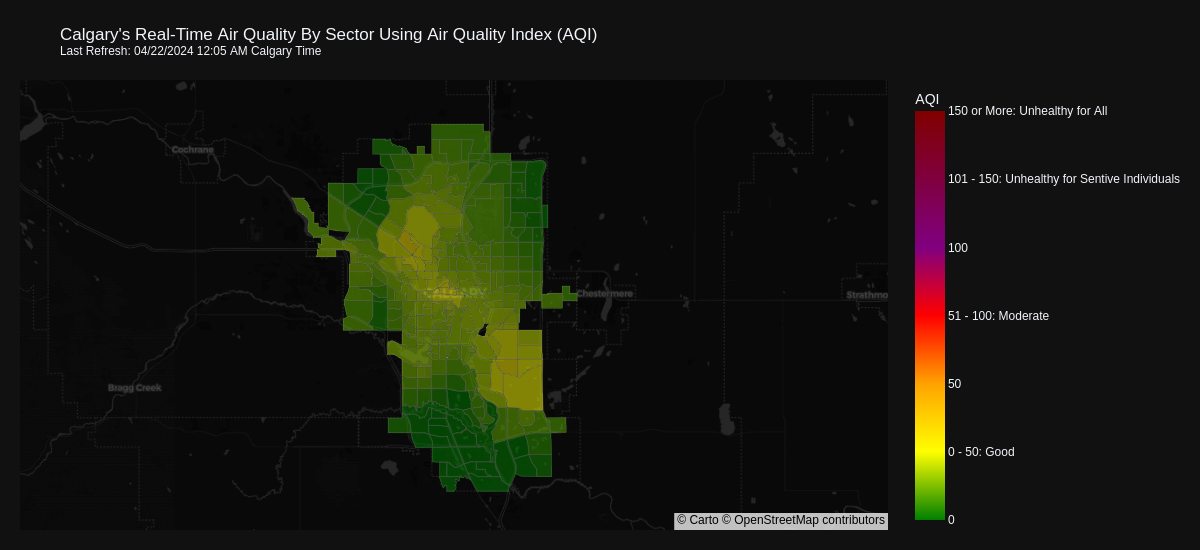 Calgary's Real-Time Air Quality By Sector Using Air Quality Index (AQI)
Last Refresh: 04/22/2024 12:05 AM Calgary Time
AQI
150 or More: Unhealthy for All
101 - 150: Unhealthy for Sentive Individuals
100
51 - 100: Moderate
50
0 - 50: Good
0
Cochrane
CALGARY
Chestermere
Strathmo
Bragg Creek
© Carto © OpenStreetMap contributors